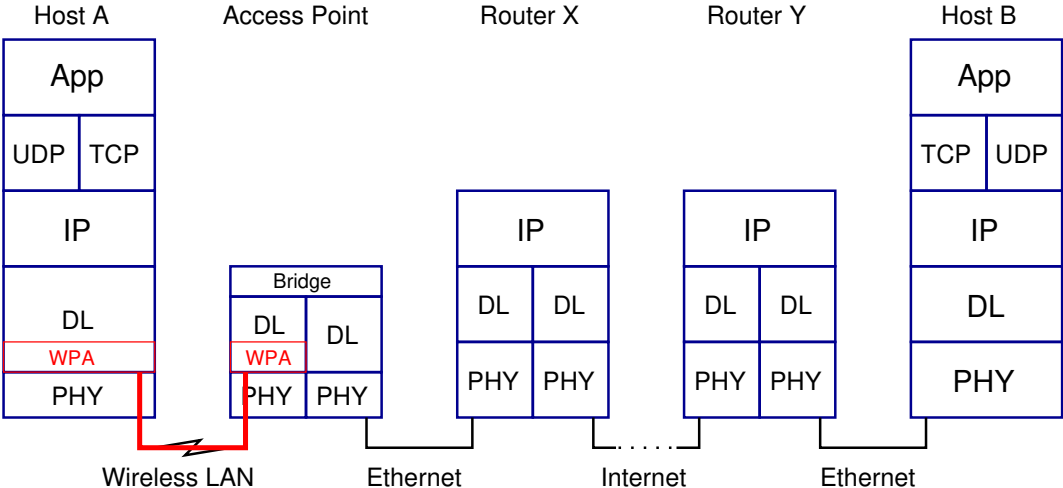 Host A Access Point Router X Router Y Host B
App App
UDP TCP TCP UDP
IP IP IP IP
Bridge
DL DL DL DL DL DL DL DL
WPA WPA
PHY PHY PHY PHY PHY PHY PHY PHY
Wireless LAN Ethernet Internet Ethernet